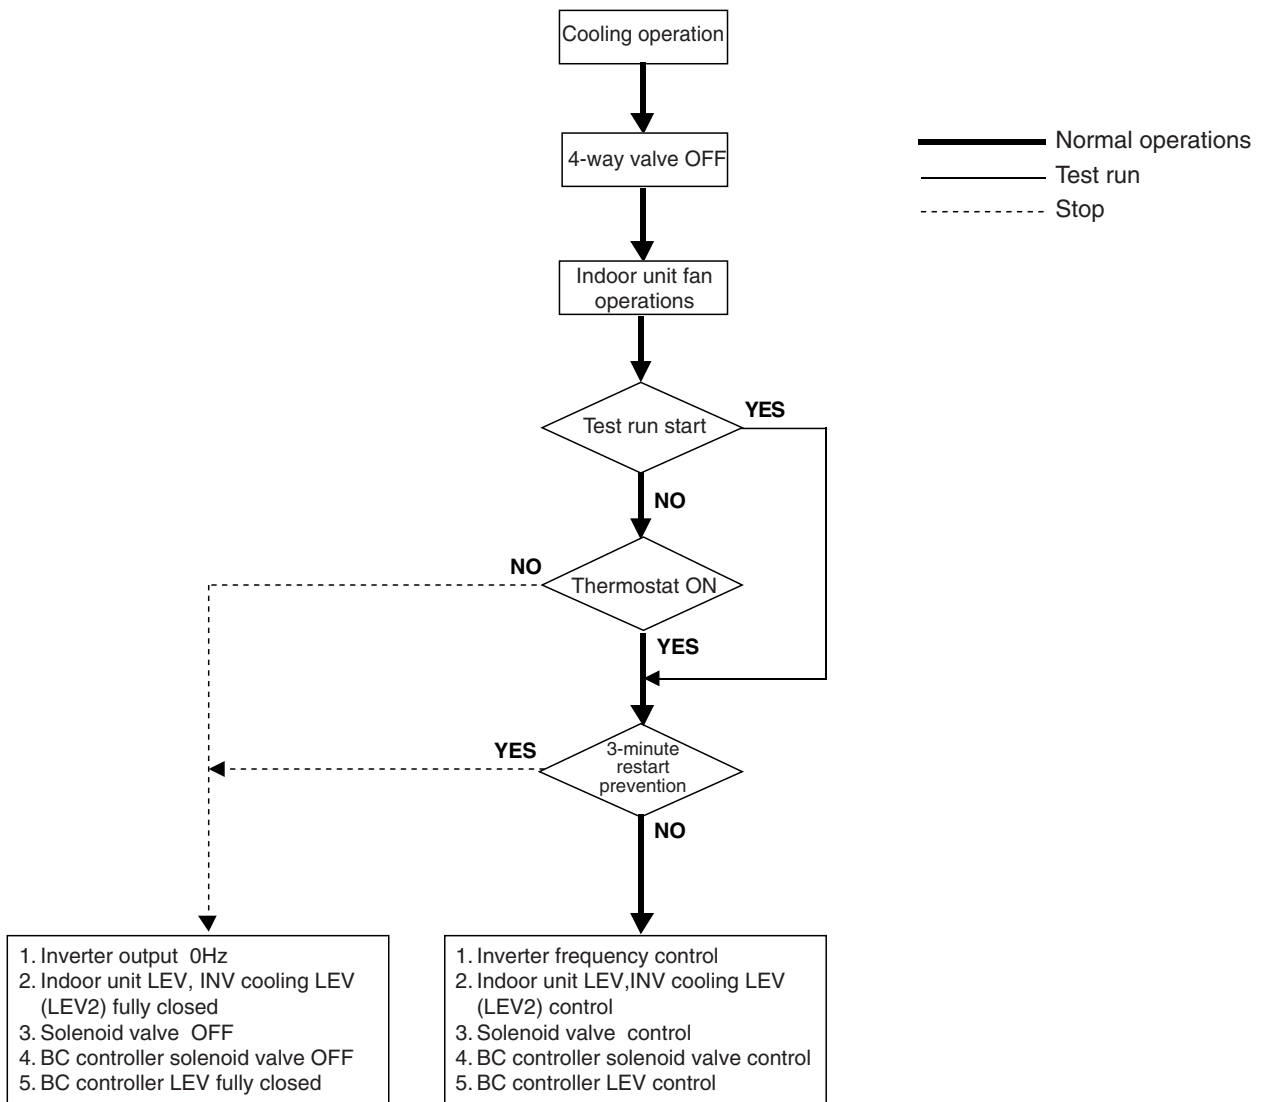 Cooling operation
4-way valve OFF
Normal operations
Test run
Stop
Indoor unit fan
operations
Test run start
YES
NO
Thermostat ON
NO
YES
3-minute
restart
prevention
YES
NO
1. Inverter output 0Hz
2. Indoor unit LEV, INV cooling LEV
(LEV2) fully closed
3. Solenoid valve OFF
4. BC controller solenoid valve OFF
5. BC controller LEV fully closed
1. Inverter frequency control
2. Indoor unit LEV,INV cooling LEV
(LEV2) control
3. Solenoid valve control
4. BC controller solenoid valve control
5. BC controller LEV control